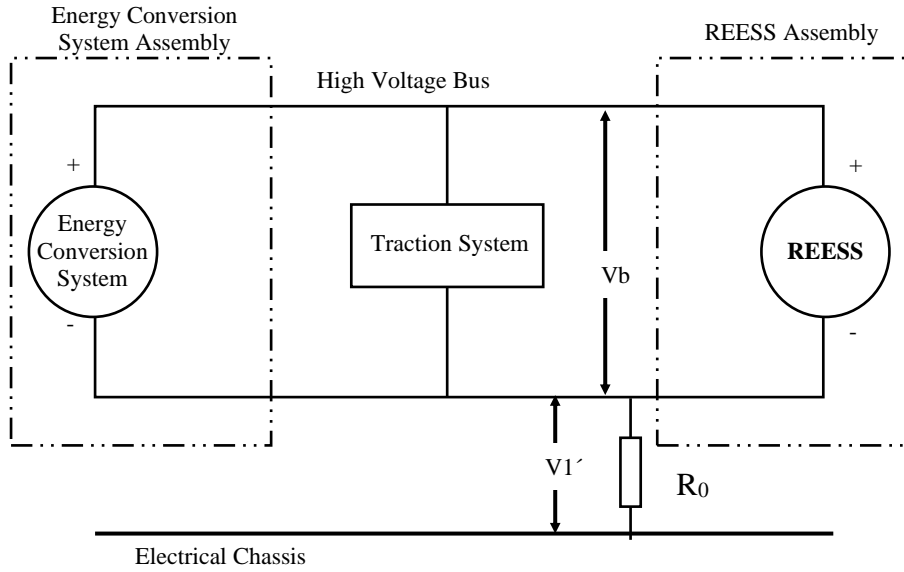 Energy Conversion
System Assembly
REESS Assembly
High Voltage Bus
+
+
Energy
Conversion
System
Traction System
Vb
REESS
-
-
V1´
R0
Electrical Chassis